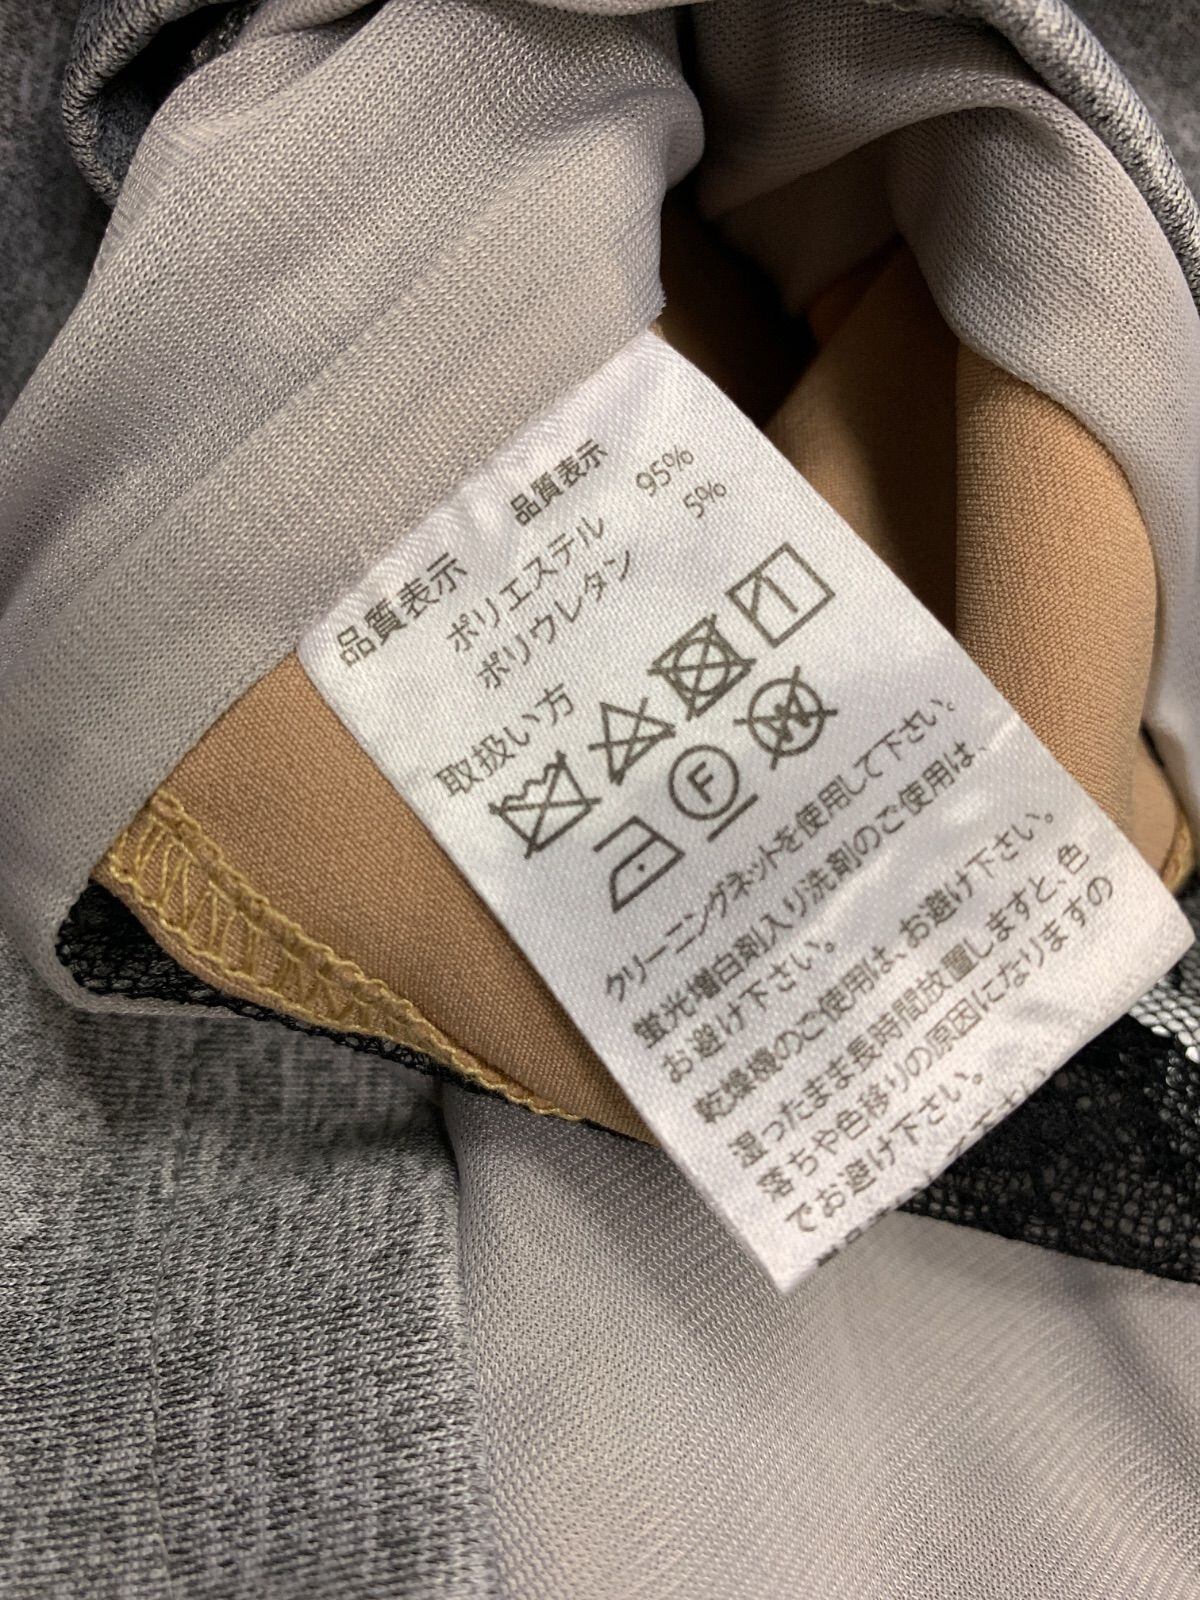 品質表示
品質表示
ポリエステル 95%
ポリウレタン 5%
取扱い方
F
W
クリーニングネットを使用して下さい。
蛍光増白剤入り洗剤のご使用は、
お避け下さい。
乾燥機のご使用は、お避け下さい。
湿ったまま長時間放置しますと、色
落ちや色移りの原因になりますの
でお避け下さい。